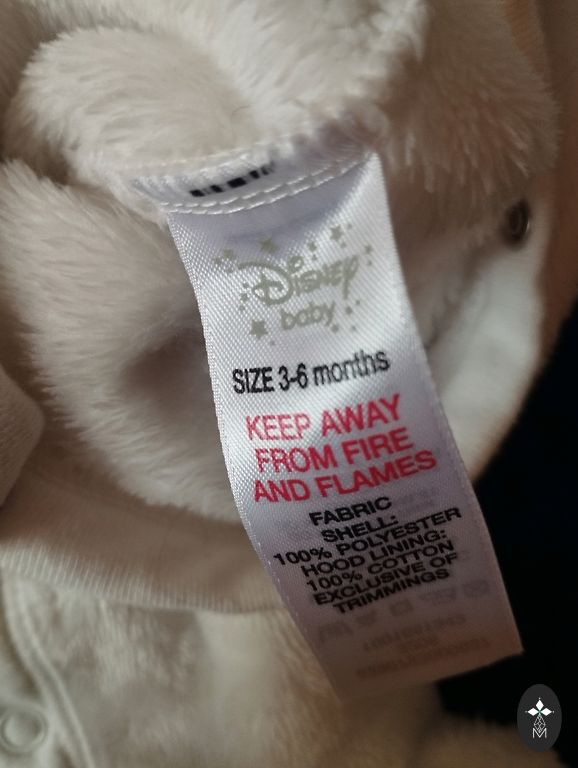 Disney
baby
SIZE 3-6 months
KEEP AWAY
FROM FIRE
AND FLAMES
FABRIC
SHELL:
100% POLYESTER
HOOD LINING:
100% COTTON
EXCLUSIVE OF
TRIMMINGS
M